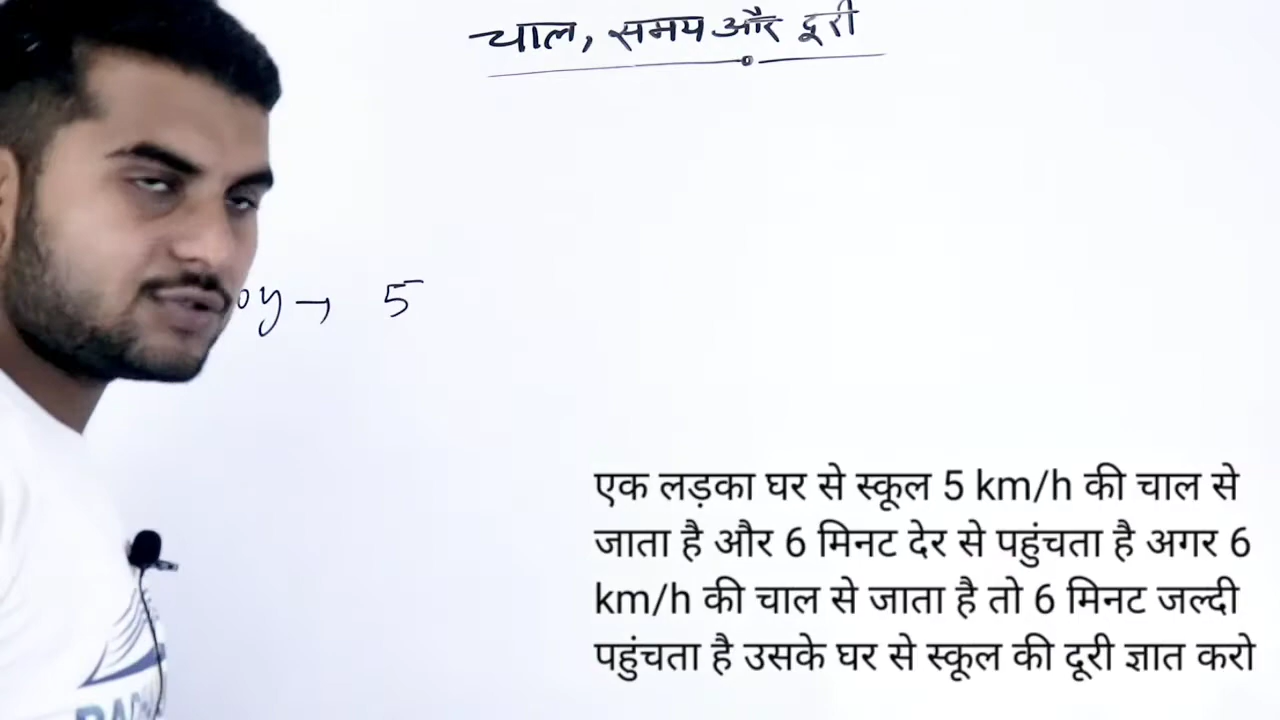 चाल, समय और दूरी
oy → 5
एक लड़का घर से स्कूल 5 km/h की चाल से
जाता है और 6 मिनट देर से पहुंचता है अगर 6
km/h की चाल से जाता है तो 6 मिनट जल्दी
पहुंचता है उसके घर से स्कूल की दूरी ज्ञात करो